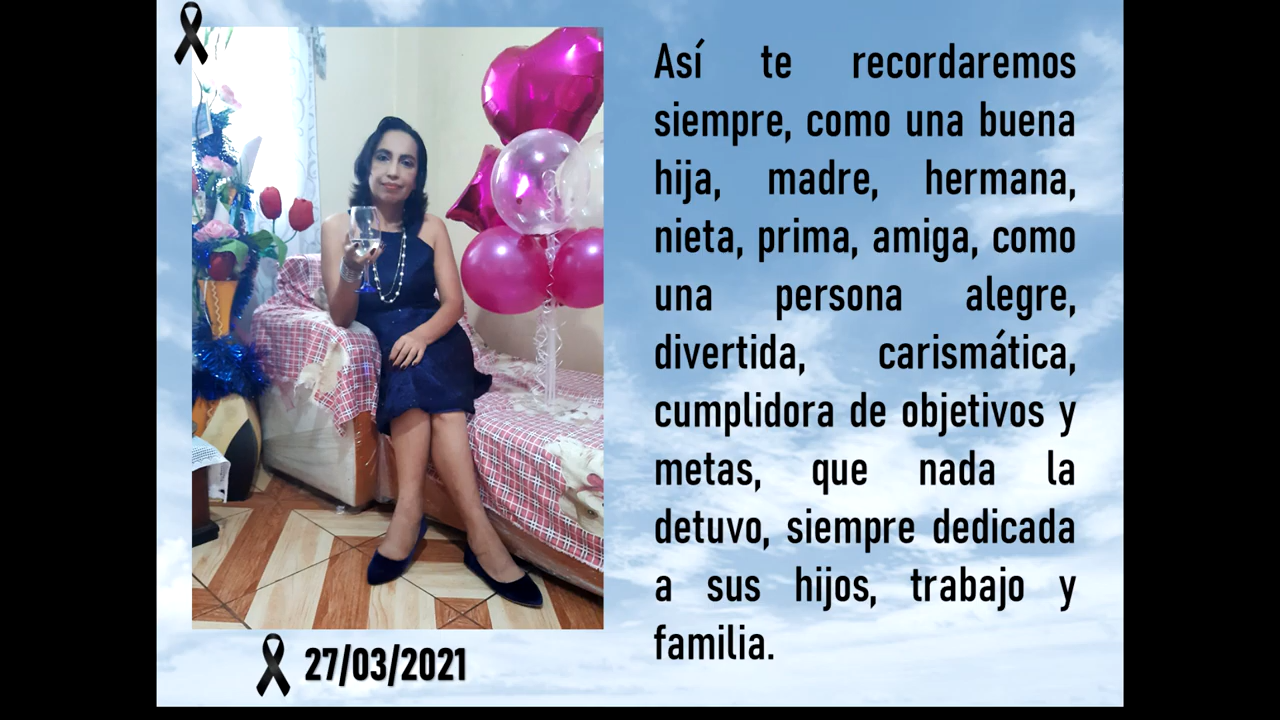 Así te recordaremos
siempre, como una buena
hija, madre, hermana,
nieta, prima, amiga, como
una persona alegre,
divertida, carismática,
cumplidora de objetivos y
metas, que nada la
detuvo, siempre dedicada
a sus hijos, trabajo y
familia.
27/03/2021